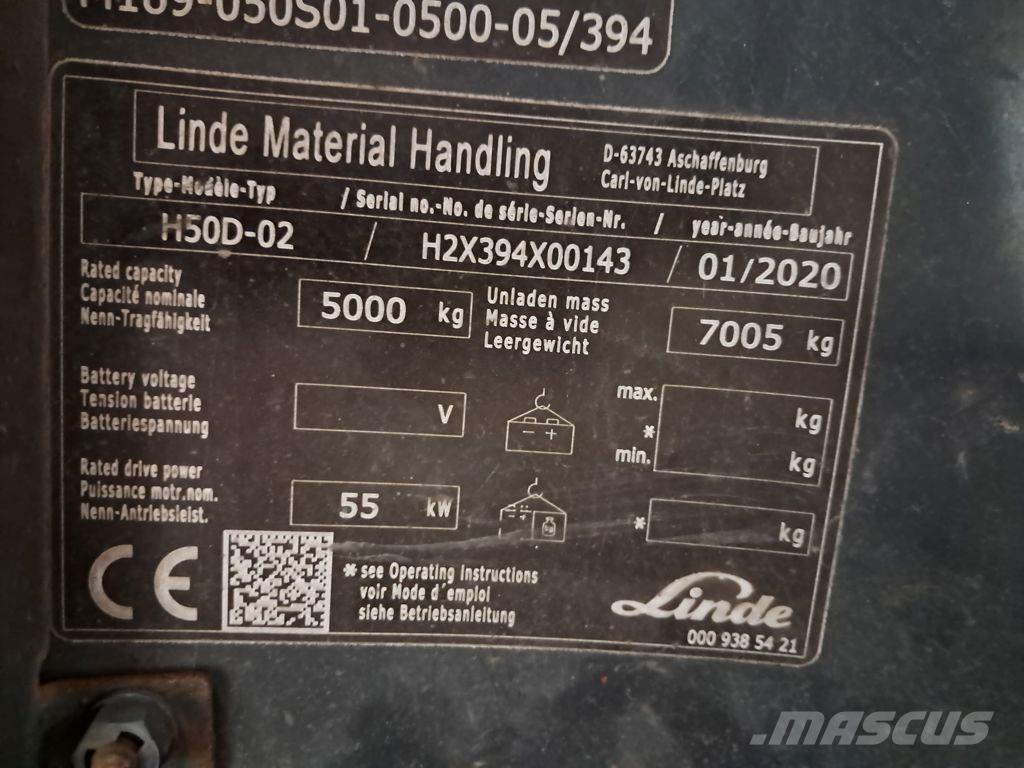 M189-050S01-0500-05/394
Linde Material Handling
D-63743 Aschaffenburg
Carl-von-Linde-Platz
Type-Modèle-Typ / Serial no.-No. de série-Serien-Nr. / year-année-Baujahr
H50D-02 / H2X394X00143 / 01/2020
Rated capacity
Capacité nominale
Nenn-Tragfähigkeit
5000 kg
Unladen mass
Masse à vide
Leergewicht
7005 kg
Battery voltage
Tension batterie
Batteriespannung
V
- +
max.
*
min.
kg
kg
Rated drive power
Puissance motr.nom.
Nenn-Antriebsleist.
55 kW
* kg
CE
* see Operating Instructions
voir Mode d'emploi
siehe Betriebsanleitung
Linde
000 938 54 21
MASCUS